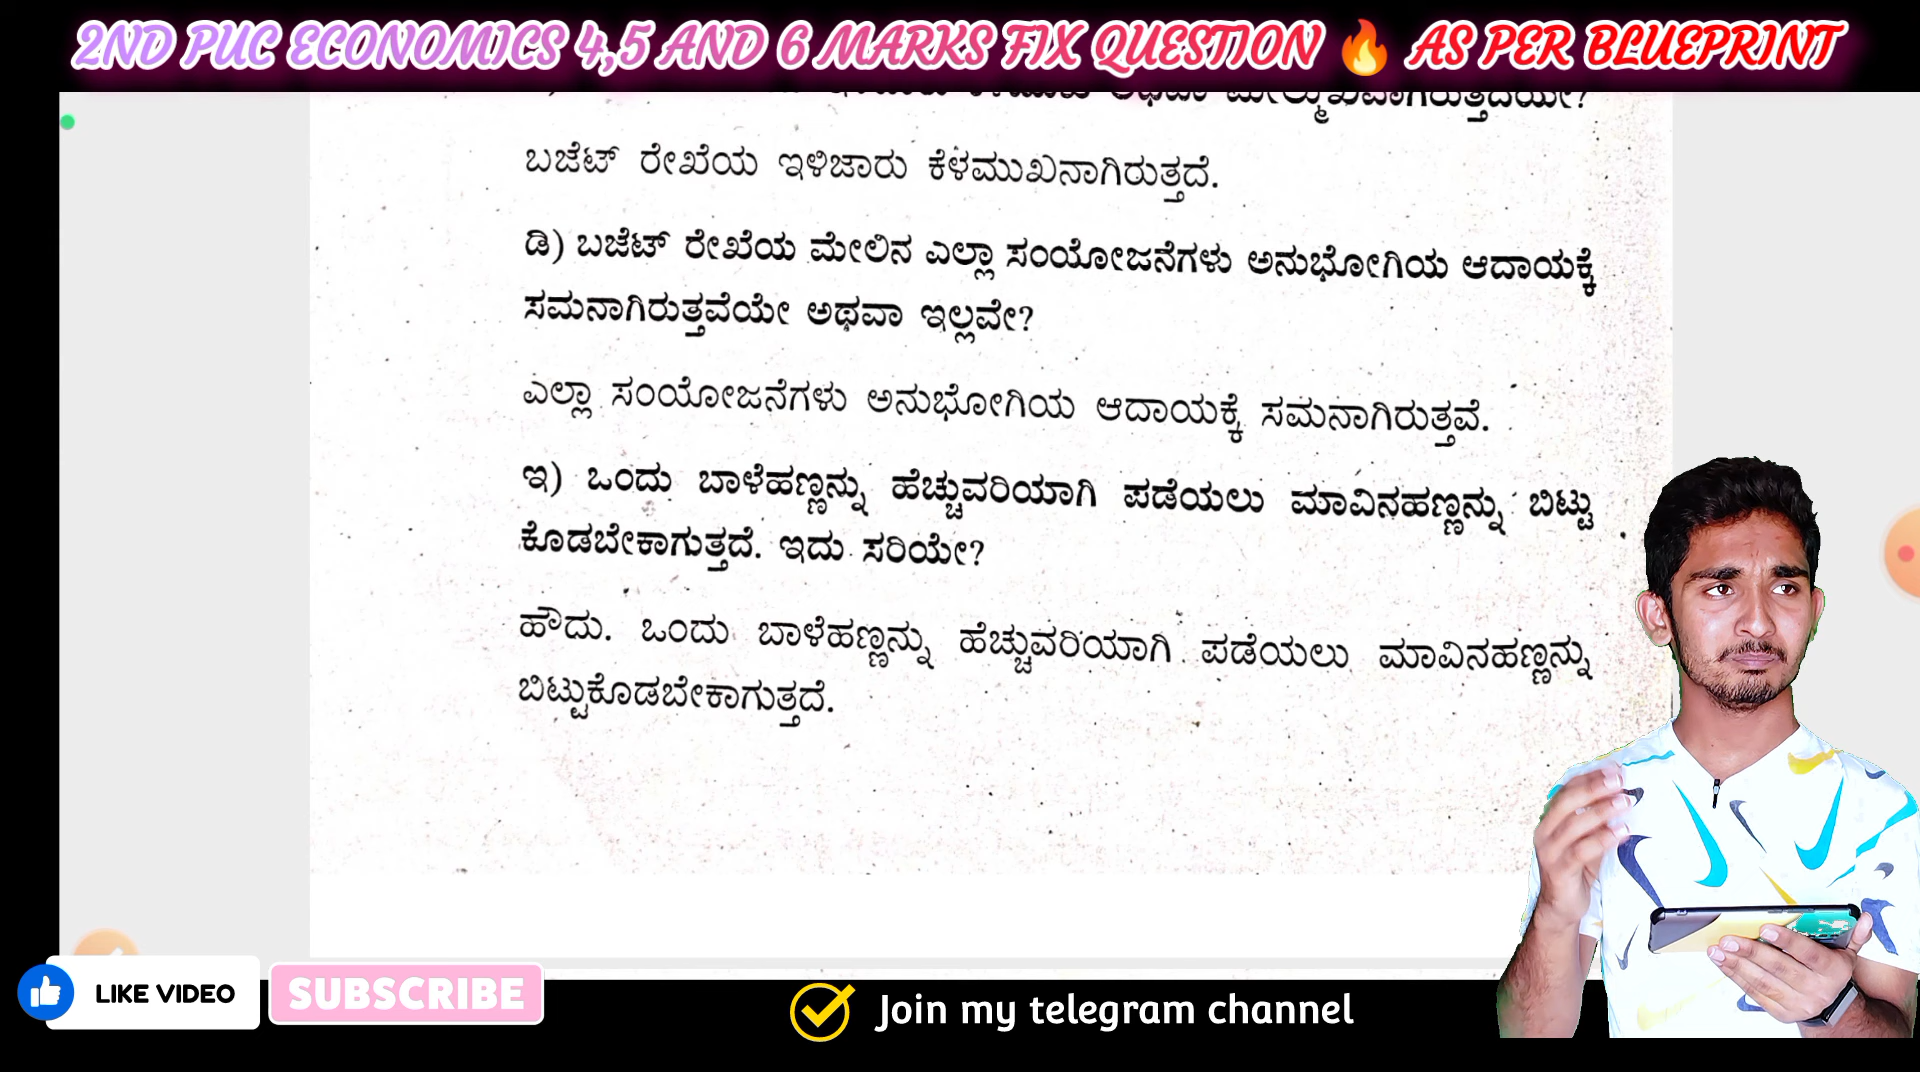 2ND PUC ECONOMICS 4,5 AND 6 MARKS FIX QUESTION 🔥 AS PER BLUEPRINT
ಅಥವಾ ಮೇಲ್ಮುಖವಾಗಿರುತ್ತದೆಯೇ?
ಬಜೆಟ್ ರೇಖೆಯ ಇಳಿಜಾರು ಕೆಳಮುಖನಾಗಿರುತ್ತದೆ.
ಡಿ) ಬಜೆಟ್ ರೇಖೆಯ ಮೇಲಿನ ಎಲ್ಲಾ ಸಂಯೋಜನೆಗಳು ಅನುಭೋಗಿಯ ಆದಾಯಕ್ಕೆ
ಸಮನಾಗಿರುತ್ತವೆಯೇ ಅಥವಾ ಇಲ್ಲವೇ?
ಎಲ್ಲಾ ಸಂಯೋಜನೆಗಳು ಅನುಭೋಗಿಯ ಆದಾಯಕ್ಕೆ ಸಮನಾಗಿರುತ್ತವೆ.
ಇ) ಒಂದು ಬಾಳೆಹಣ್ಣನ್ನು ಹೆಚ್ಚುವರಿಯಾಗಿ ಪಡೆಯಲು ಮಾವಿನಹಣ್ಣನ್ನು ಬಿಟ್ಟು
ಕೊಡಬೇಕಾಗುತ್ತದೆ. ಇದು ಸರಿಯೇ?
ಹೌದು. ಒಂದು ಬಾಳೆಹಣ್ಣನ್ನು ಹೆಚ್ಚುವರಿಯಾಗಿ ಪಡೆಯಲು ಮಾವಿನಹಣ್ಣನ್ನು
ಬಿಟ್ಟುಕೊಡಬೇಕಾಗುತ್ತದೆ.
LIKE VIDEO
SUBSCRIBE
Join my telegram channel